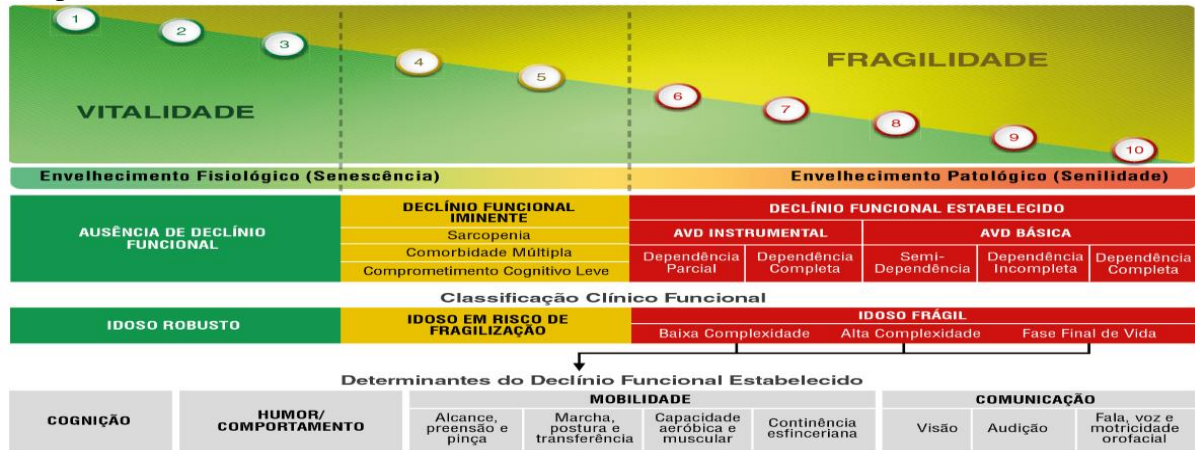 1
2
3
4
5
6
7
8
9
10
VITALIDADE
FRAGILIDADE
Envelhecimento Fisiológico (Senescência)
Envelhecimento Patológico (Senilidade)
AUSÊNCIA DE DECLÍNIO
FUNCIONAL
DECLÍNIO FUNCIONAL
IMINENTE
Sarcopenia
Comorbidade Múltipla
Comprometimento Cognitivo Leve
DECLÍNIO FUNCIONAL ESTABELECIDO
AVD INSTRUMENTAL
AVD BÁSICA
Dependência
Parcial
Dependência
Completa
Semi-
Dependência
Dependência
Incompleta
Dependência
Completa
Classificação Clínico Funcional
IDOSO ROBUSTO
IDOSO EM RISCO DE
FRAGILIZAÇÃO
IDOSO FRÁGIL
Baixa Complexidade
Alta Complexidade
Fase Final de Vida
Determinantes do Declínio Funcional Estabelecido
COGNIÇÃO
HUMOR/
COMPORTAMENTO
MOBILIDADE
Alcance,
preensão e
pinça
Marcha,
postura e
transferência
Capacidade
aeróbica e
muscular
Continência
esfinceriana
COMUNICAÇÃO
Visão
Audição
Fala, voz e
motricidade
orofacial